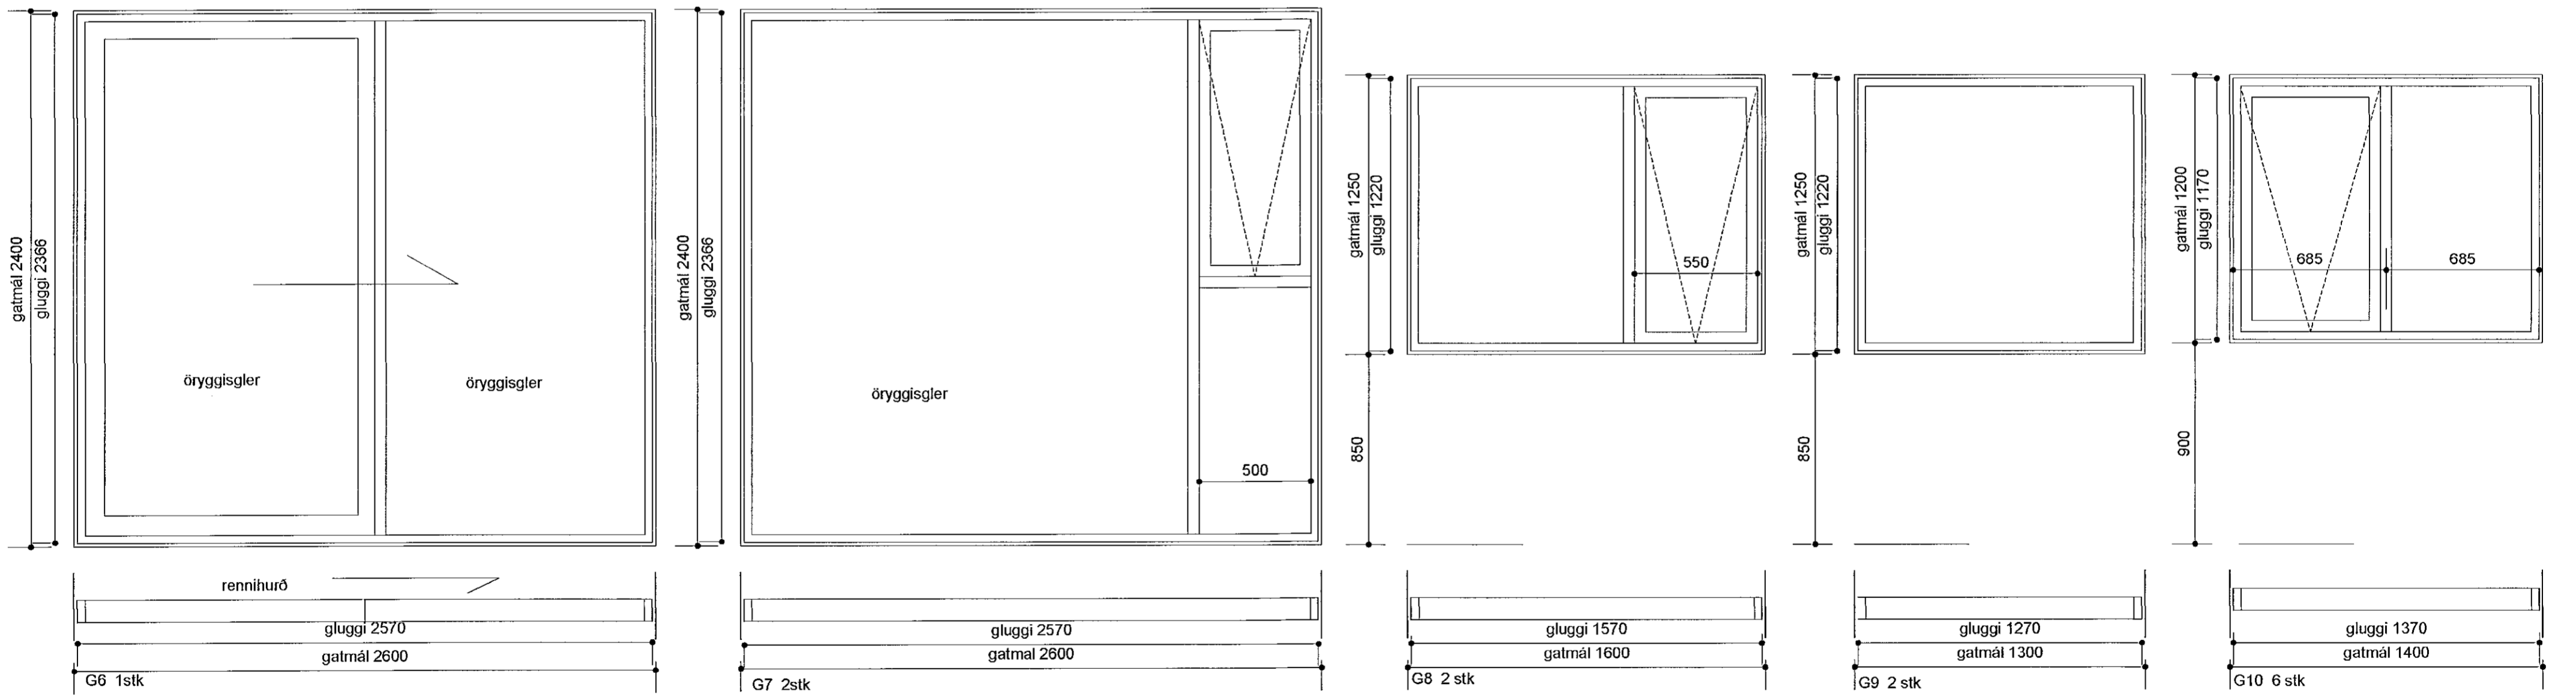 gatmál 2400
gluggi 2366
öryggisgler
öryggisgler
rennihurð
gluggi 2570
gatmál 2600
G6 1stk
gatmál 2400
gluggi 2366
öryggisgler
500
gluggi 2570
gatmal 2600
G7 2stk
gatmál 1250
gluggi 1220
550
850
gluggi 1570
gatmál 1600
G8 2 stk
gatmál 1250
gluggi 1220
850
gluggi 1270
gatmál 1300
G9 2 stk
gatmál 1200
gluggi 1170
685
685
900
gluggi 1370
gatmál 1400
G10 6 stk